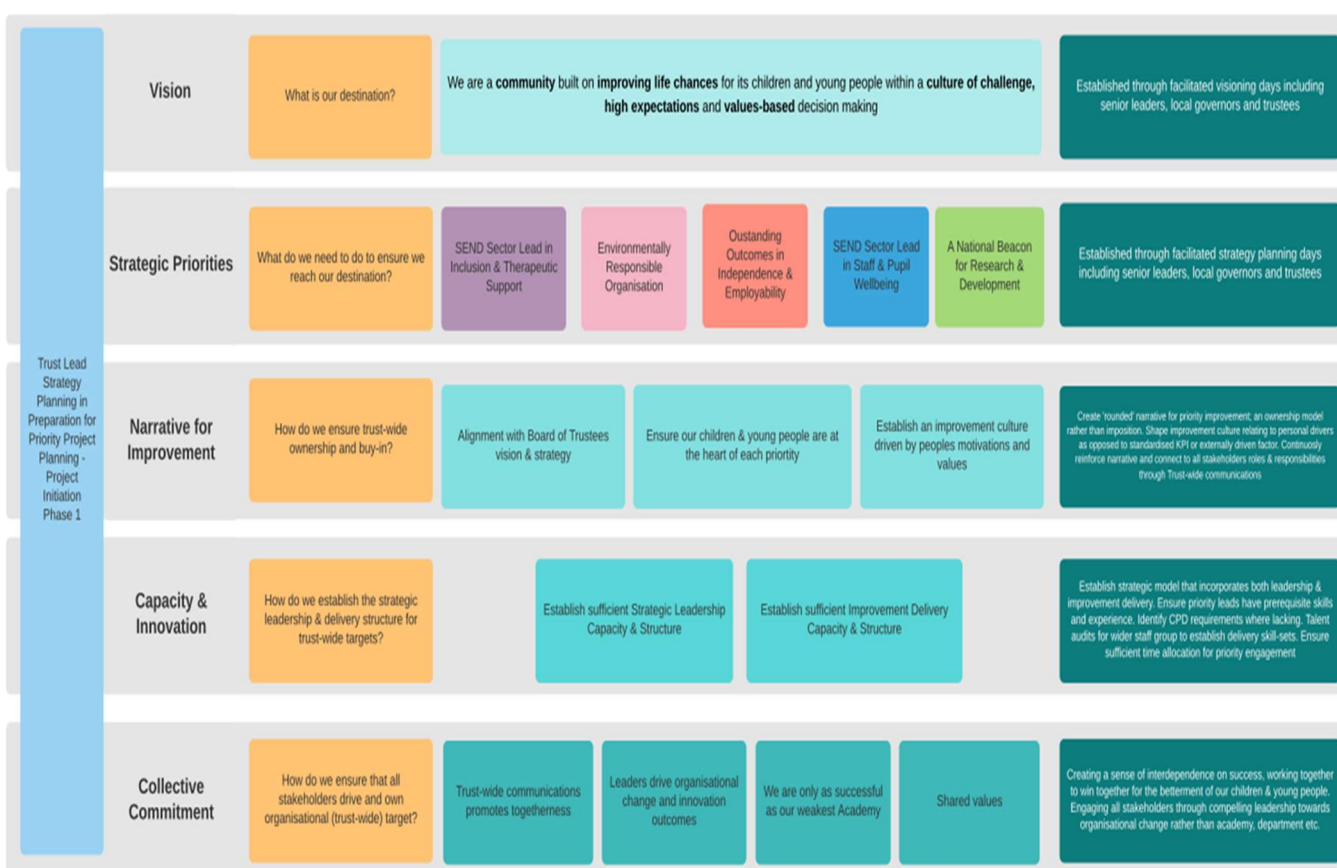 Trust Lead
Strategy
Planning in
Preparation for
Priority Project
Planning -
Project
Initiation
Phase 1
Vision
What is our destination?
We are a community built on improving life chances for its children and young people within a culture of challenge,
high expectations and values-based decision making
Established through facilitated visioning days including
senior leaders, local governors and trustees
Strategic Priorities
What do we need to do to ensure we
reach our destination?
SEND Sector Lead in
Inclusion & Therapeutic
Support
Environmentally
Responsible
Organisation
Oustanding
Outcomes in
Independence &
Employability
SEND Sector Lead
in Staff & Pupil
Wellbeing
A National Beacon
for Research &
Development
Established through facilitated strategy planning days
including senior leaders, local governors and trustees
Narrative for
Improvement
How do we ensure trust-wide
ownership and buy-in?
Alignment with Board of Trustees
vision & strategy
Ensure our children & young people are at
the heart of each priortity
Establish an improvement culture
driven by peoples motivations and
values
Create 'rounded' narrative for priority improvement; an ownership model
rather than imposition. Shape improvement culture relating to personal drivers
as opposed to standardised KPI or externally driven factor. Continuosly
reinforce narrative and connect to all stakeholders roles & responsibilities
through Trust-wide communications
Capacity &
Innovation
How do we establish the strategic
leadership & delivery structure for
trust-wide targets?
Establish sufficient Strategic Leadership
Capacity & Structure
Establish sufficient Improvement Delivery
Capacity & Structure
Establish strategic model that incorporates both leadership &
improvement delivery. Ensure priority leads have prerequisite skills
and experience. Identify CPD requirements where lacking. Talent
audits for wider staff group to establish delivery skill-sets. Ensure
sufficient time allocation for priority engagement
Collective
Commitment
How do we ensure that all
stakeholders drive and own
organisational (trust-wide) target?
Trust-wide communications
promotes togetherness
Leaders drive organisational
change and innovation
outcomes
We are only as successful
as our weakest Academy
Shared values
Creating a sense of interdependence on success, working together
to win together for the betterment of our children & young people.
Engaging all stakeholders through compelling leadership towards
organisational change rather than academy, department etc.